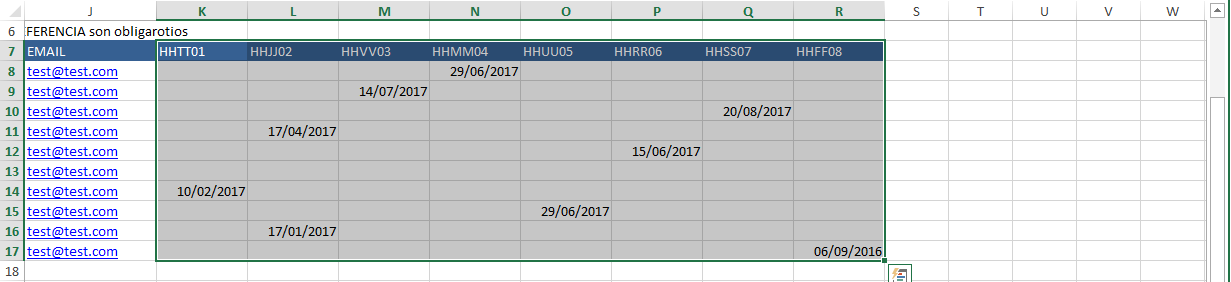 J K L M N O P Q R S T U V W
6 :FERENCIA son obligarotios
7 EMAIL HHTT01 HHJJ02 HHVV03 HHMM04 HHUU05 HHRR06 HHSS07 HHFF08
8 test@test.com 29/06/2017
9 test@test.com 14/07/2017
10 test@test.com 20/08/2017
11 test@test.com 17/04/2017
12 test@test.com 15/06/2017
13 test@test.com
14 test@test.com 10/02/2017
15 test@test.com 29/06/2017
16 test@test.com 17/01/2017
17 test@test.com 06/09/2016
18